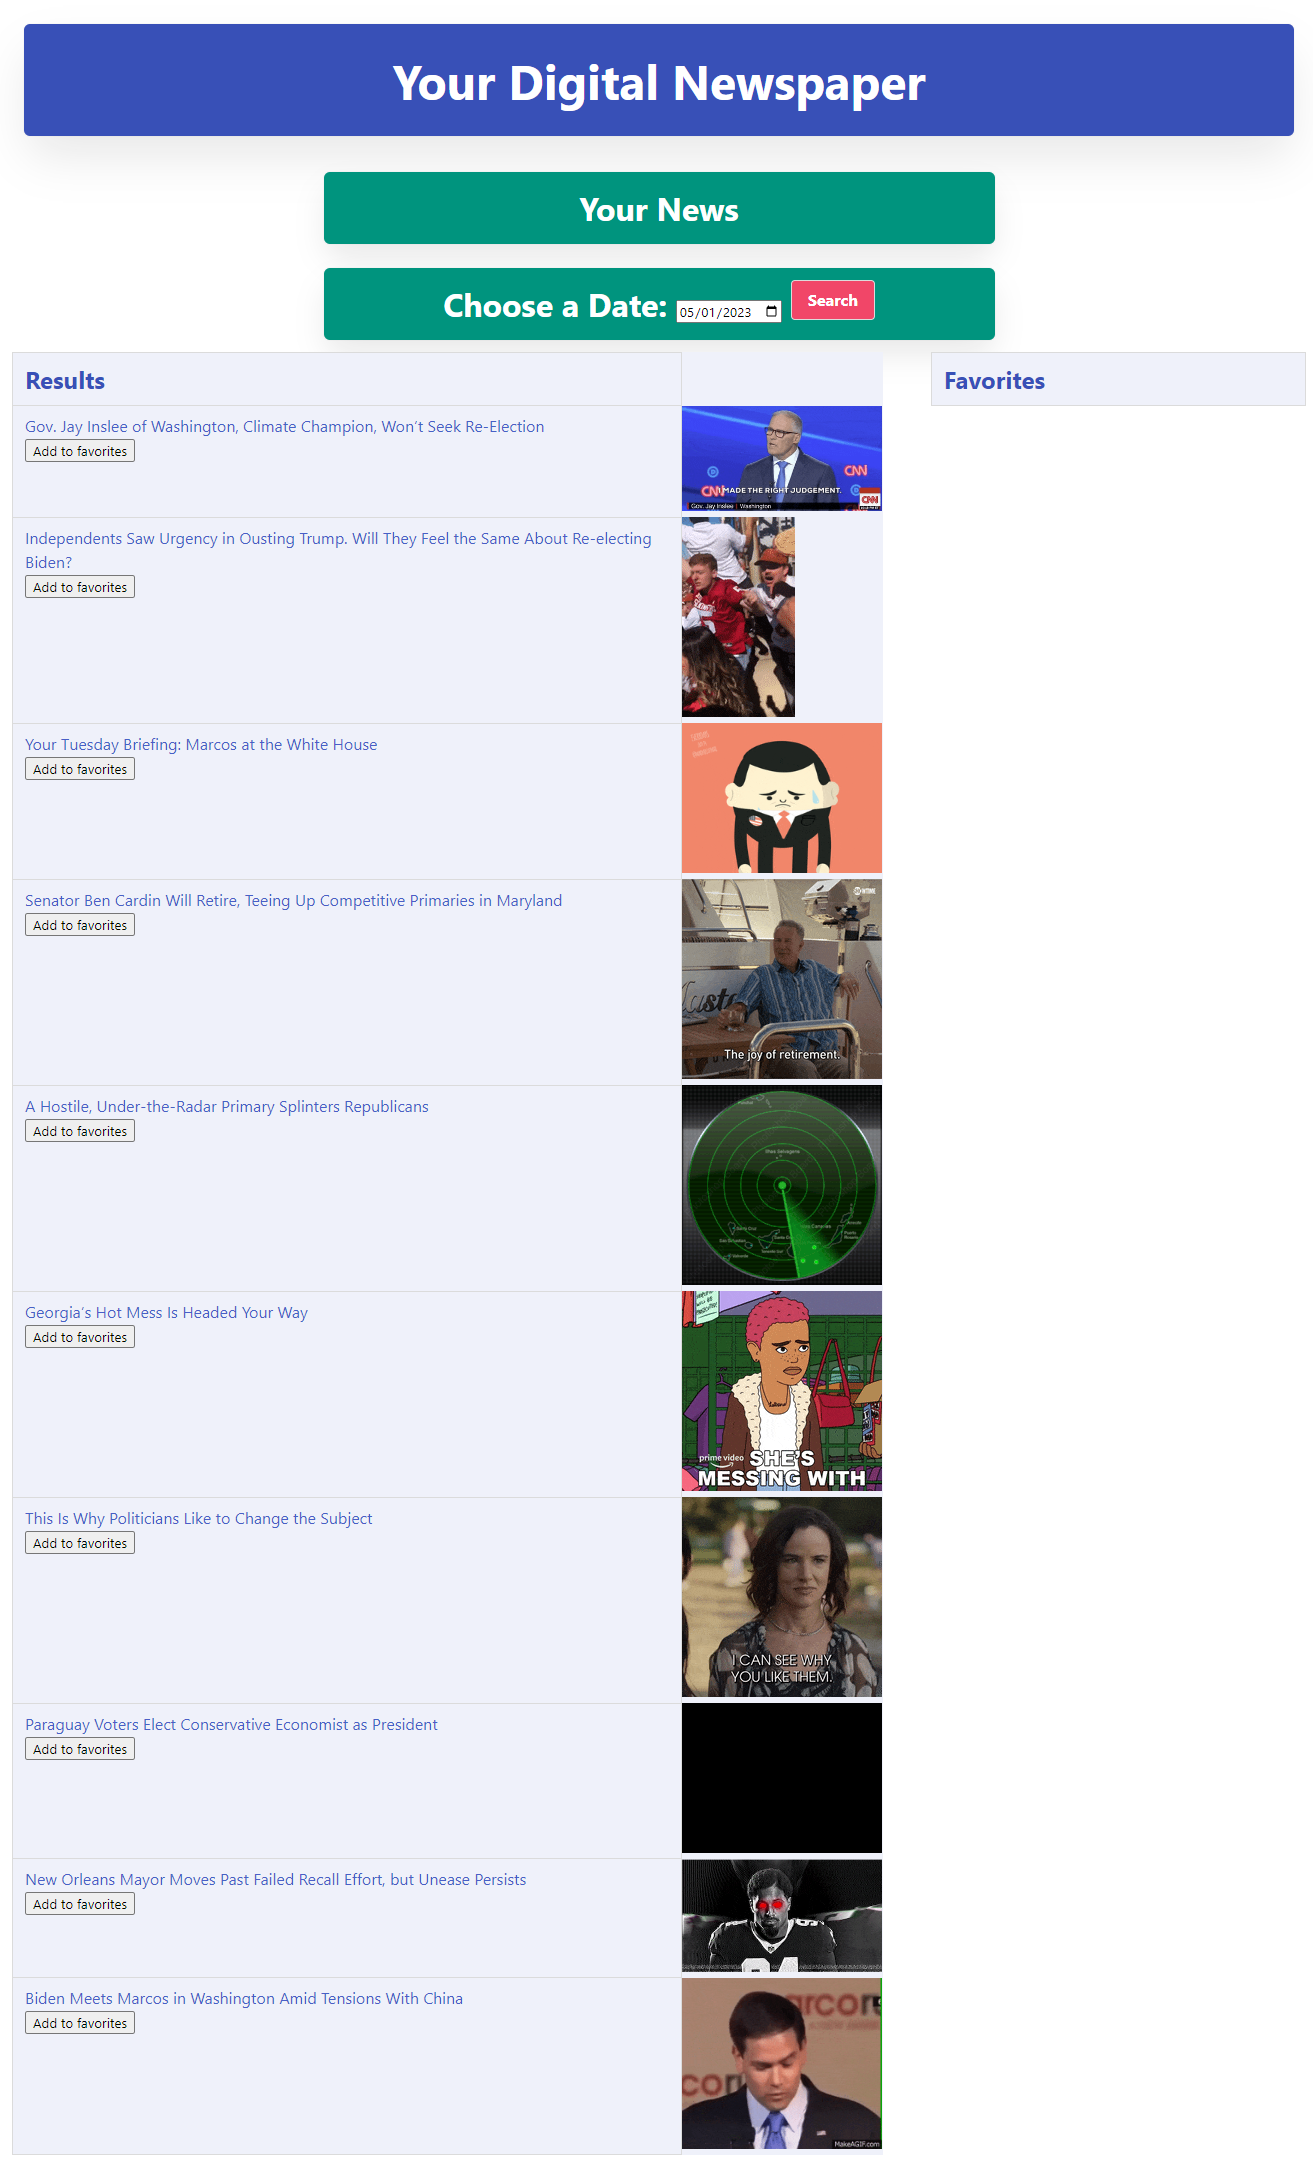 Your Digital Newspaper
Your News
Choose a Date: 05/01/2023 Search
Results
Favorites
Gov. Jay Inslee of Washington, Climate Champion, Won't Seek Re-Election
Add to favorites
CNN
CNN
I MADE THE RIGHT JUDGEMENT.
CNN
Gov. Jay Inslee | Washington
Independents Saw Urgency in Ousting Trump. Will They Feel the Same About Re-electing
Biden?
Add to favorites
Your Tuesday Briefing: Marcos at the White House
Add to favorites
Senator Ben Cardin Will Retire, Teeing Up Competitive Primaries in Maryland
Add to favorites
SHOWTIME
The joy of retirement.
A Hostile, Under-the-Radar Primary Splinters Republicans
Add to favorites
Georgia's Hot Mess Is Headed Your Way
Add to favorites
prime video
SHE'S
MESSING WITH
This Is Why Politicians Like to Change the Subject
Add to favorites
I CAN SEE WHY
YOU LIKE THEM.
Paraguay Voters Elect Conservative Economist as President
Add to favorites
New Orleans Mayor Moves Past Failed Recall Effort, but Unease Persists
Add to favorites
Biden Meets Marcos in Washington Amid Tensions With China
Add to favorites
MakeAGIF.com